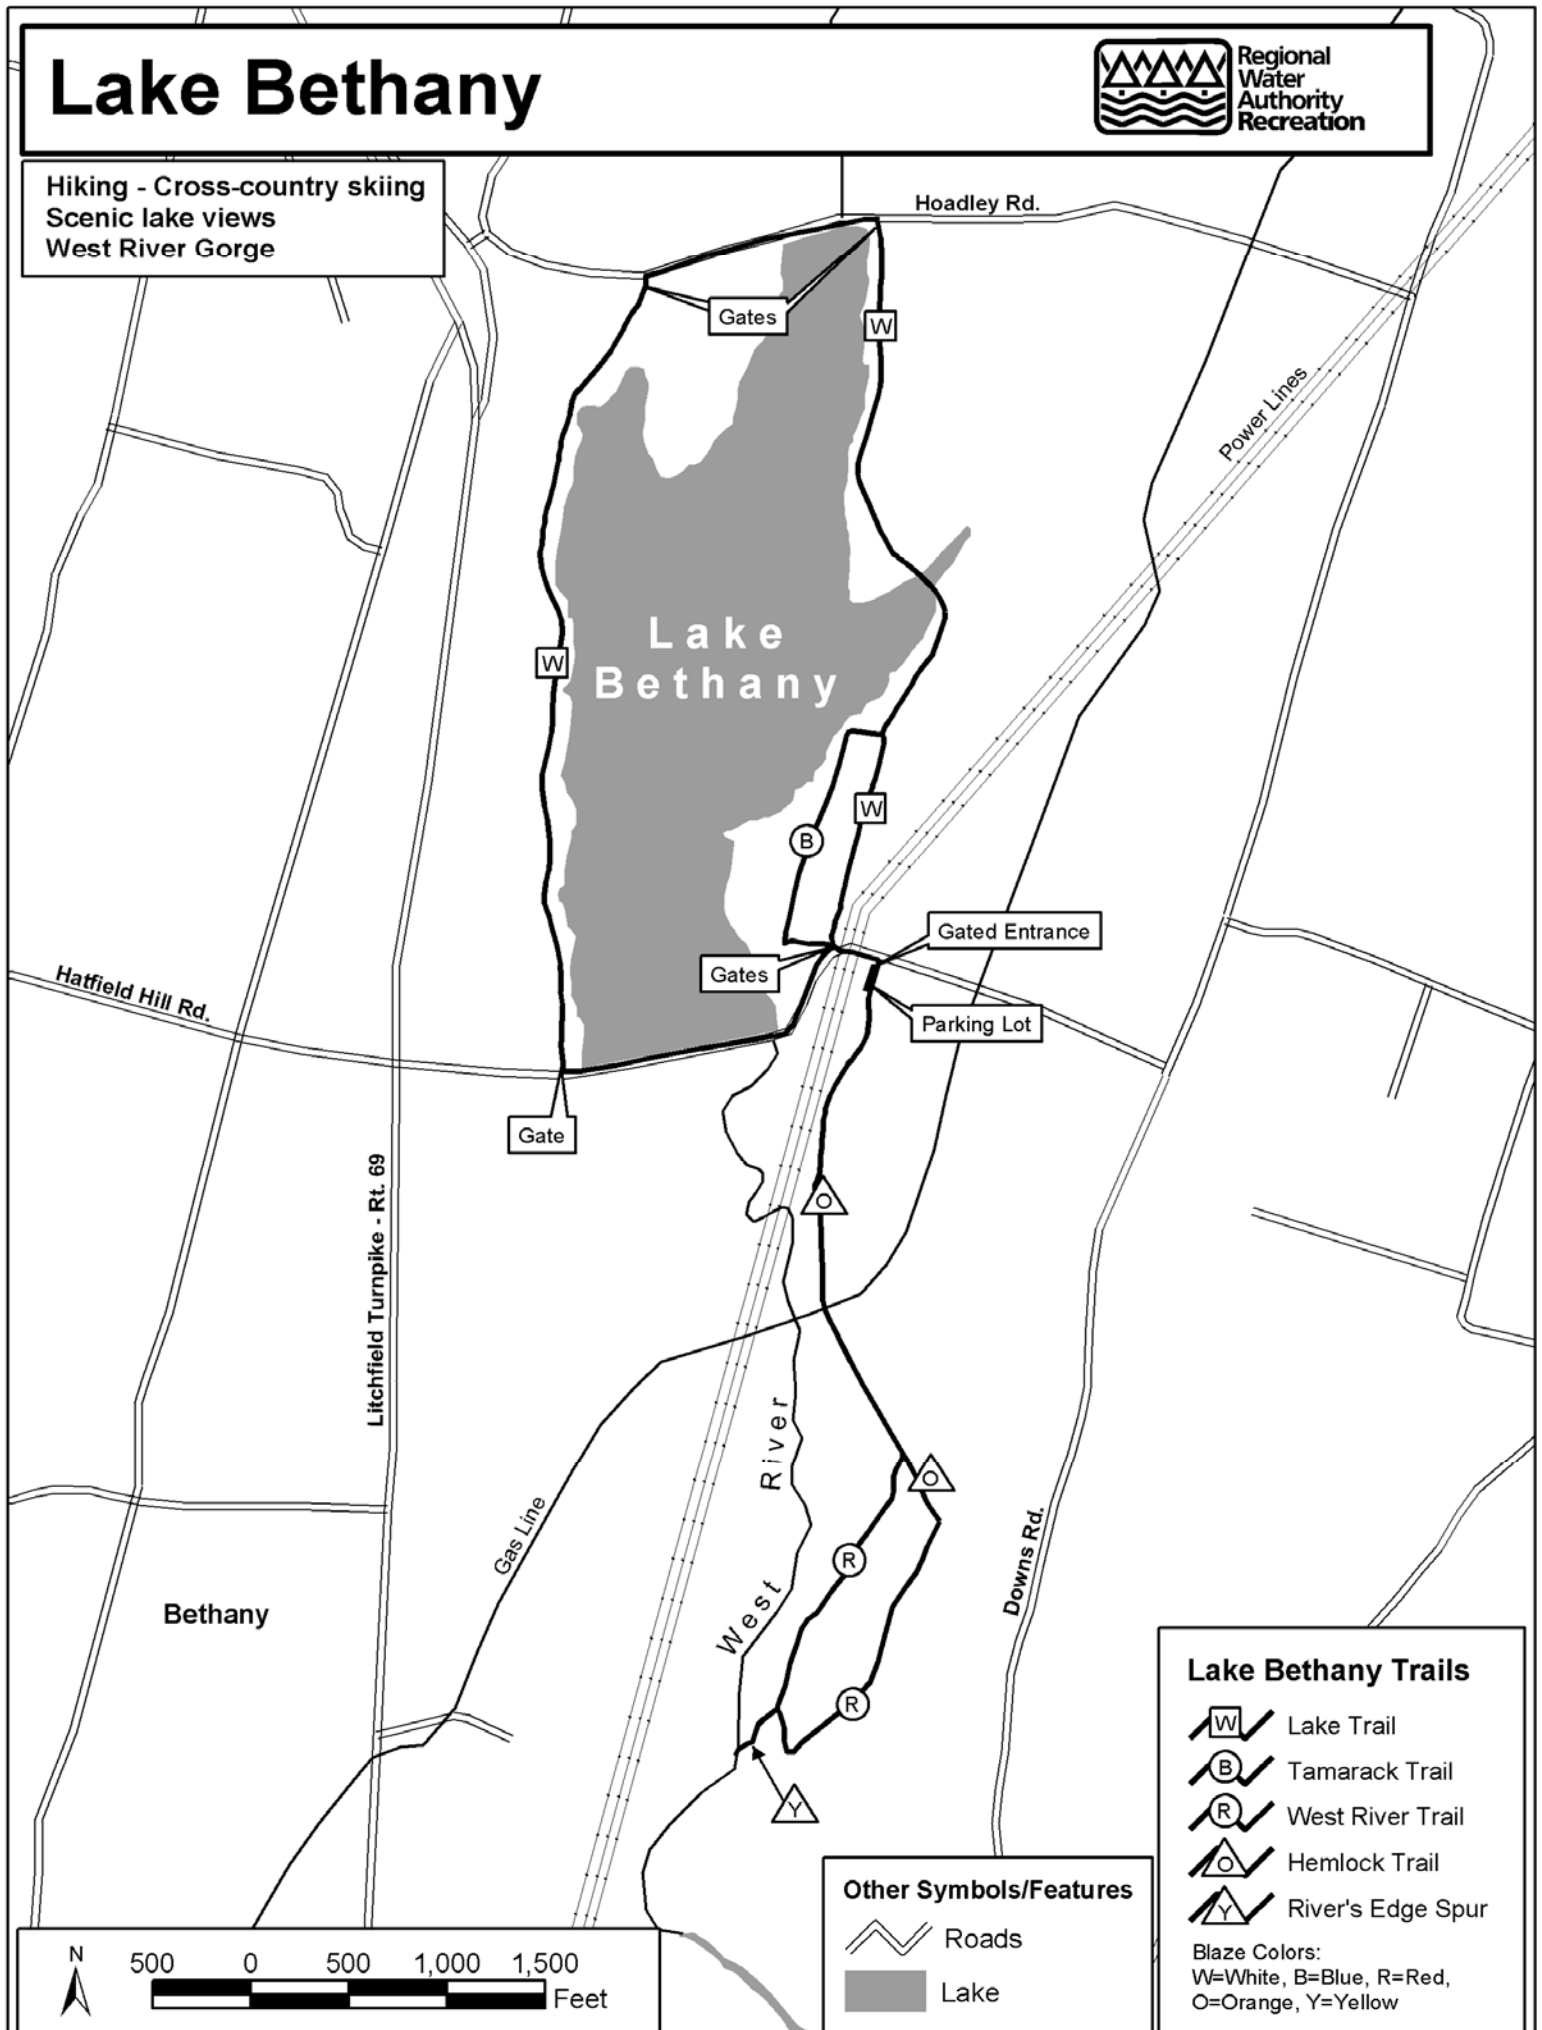 Lake Bethany
Regional
Water
Authority
Recreation
Hiking - Cross-country skiing
Scenic lake views
West River Gorge
Hoadley Rd.
Gates
W
Power Lines
Lake
Bethany
W
W
B
Gated Entrance
Gates
Hatfield Hill Rd.
Parking Lot
Gate
Litchfield Turnpike - Rt. 69
O
West River
O
Gas Line
Downs Rd.
R
Bethany
R
Y
Lake Bethany Trails
W Lake Trail
B Tamarack Trail
R West River Trail
O Hemlock Trail
Y River's Edge Spur
Blaze Colors:
W=White, B=Blue, R=Red,
O=Orange, Y=Yellow
Other Symbols/Features
Roads
Lake
N
500 0 500 1,000 1,500
Feet